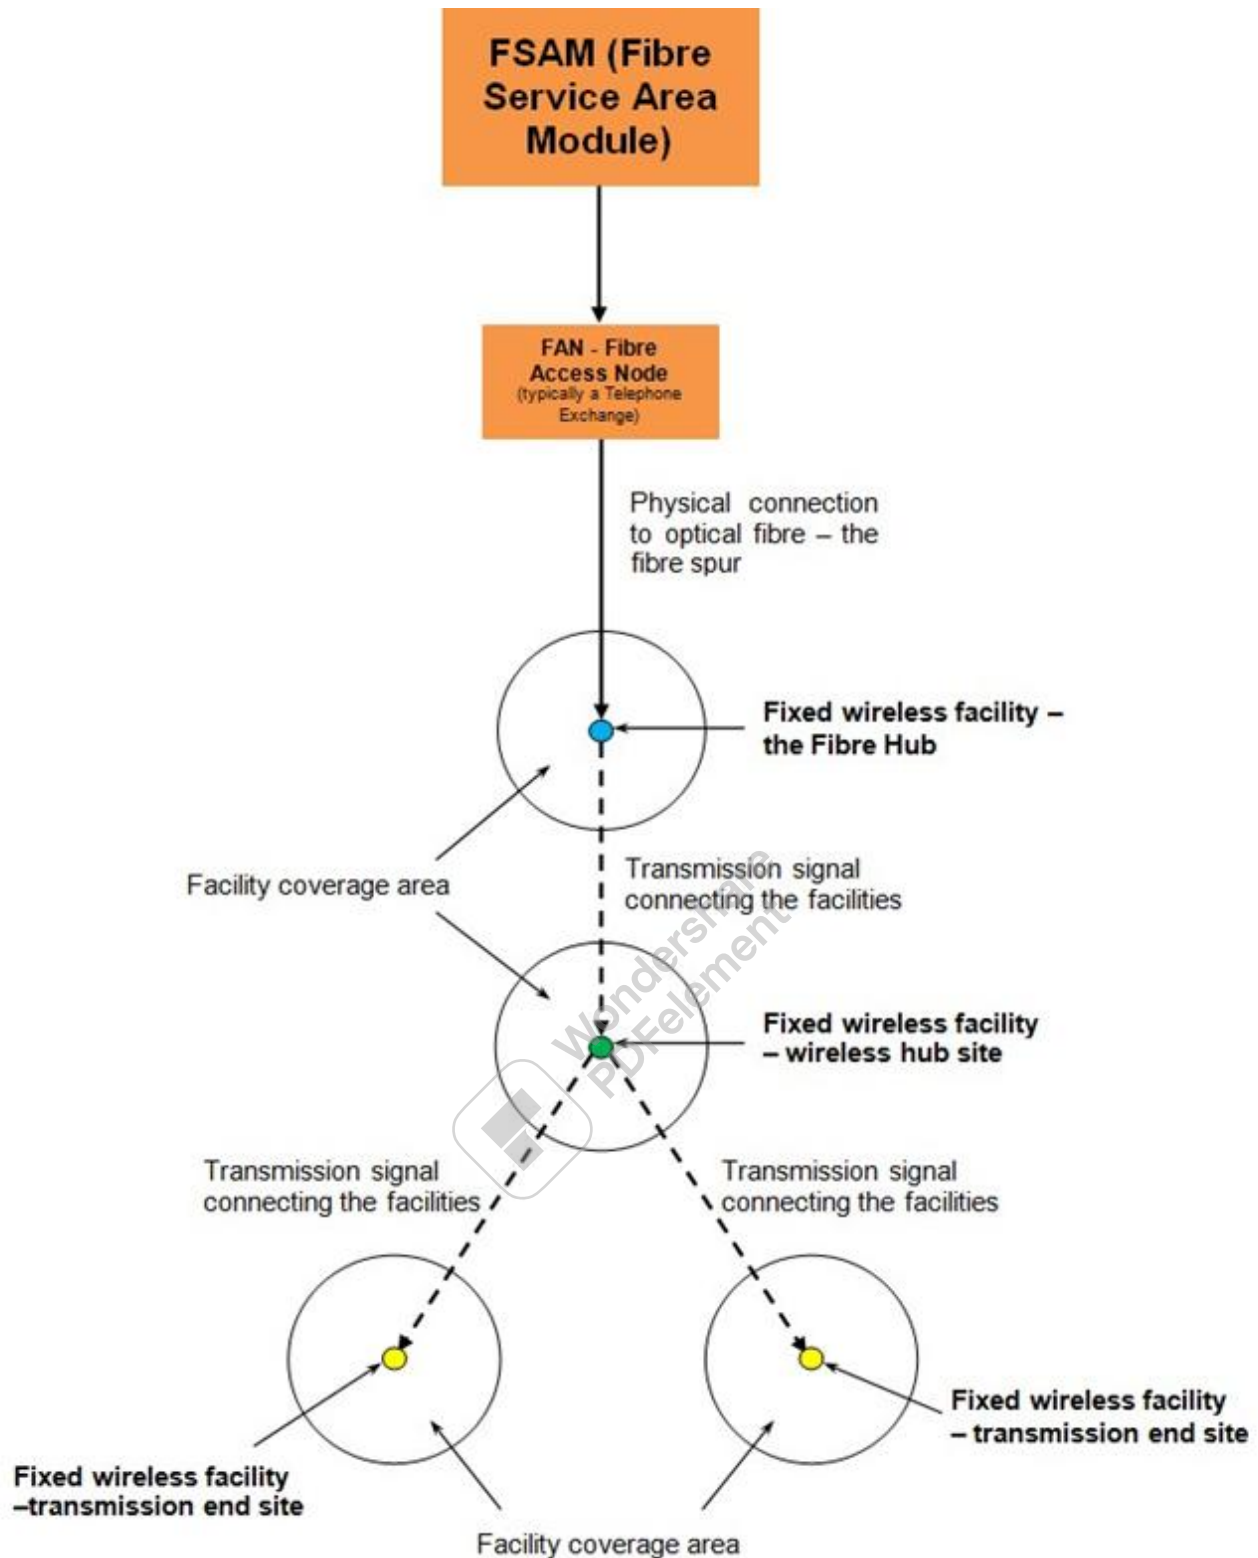 FSAM (Fibre
Service Area
Module)
FAN - Fibre
Access Node
(typically a Telephone
Exchange)
Physical connection
to optical fibre – the
fibre spur
Fixed wireless facility –
the Fibre Hub
Facility coverage area
Transmission signal
connecting the facilities
Wondershare
PDFelement
Fixed wireless facility
– wireless hub site
Transmission signal
connecting the facilities
Transmission signal
connecting the facilities
Fixed wireless facility
– transmission end site
Fixed wireless facility
–transmission end site
Facility coverage area